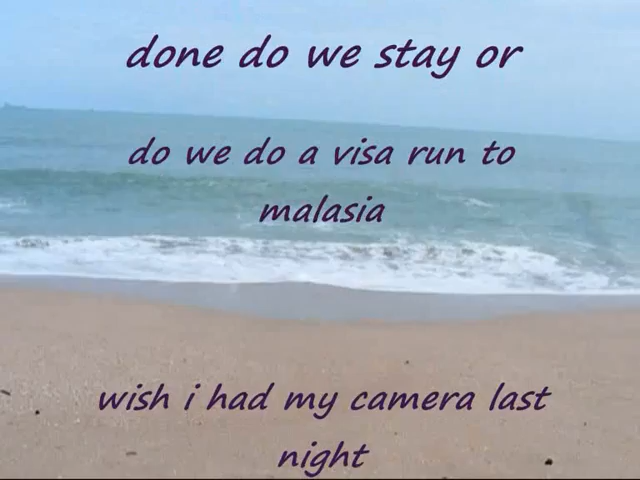 done do we stay or
do we do a visa run to
malasia
wish i had my camera last
night